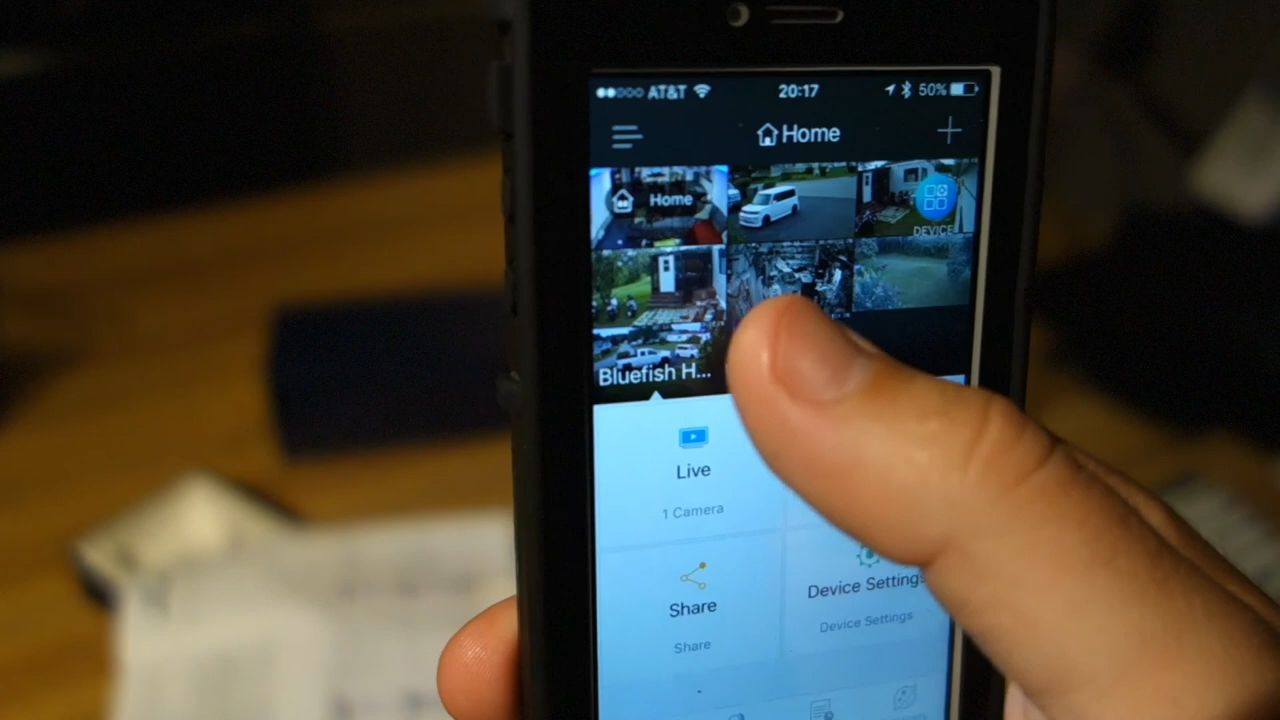 AT&T 20:17 50%
Home
Home
DEVICE
Bluefish H...
Live
1 Camera
Share
Device Settings
Share
Device Settings